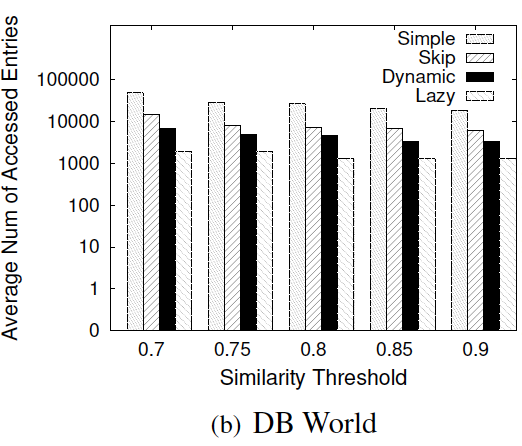 Average Num of Accessed Entries
Simple
Skip
Dynamic
Lazy
100000
10000
1000
100
10
1
0
0.7 0.75 0.8 0.85 0.9
Similarity Threshold
(b) DB World